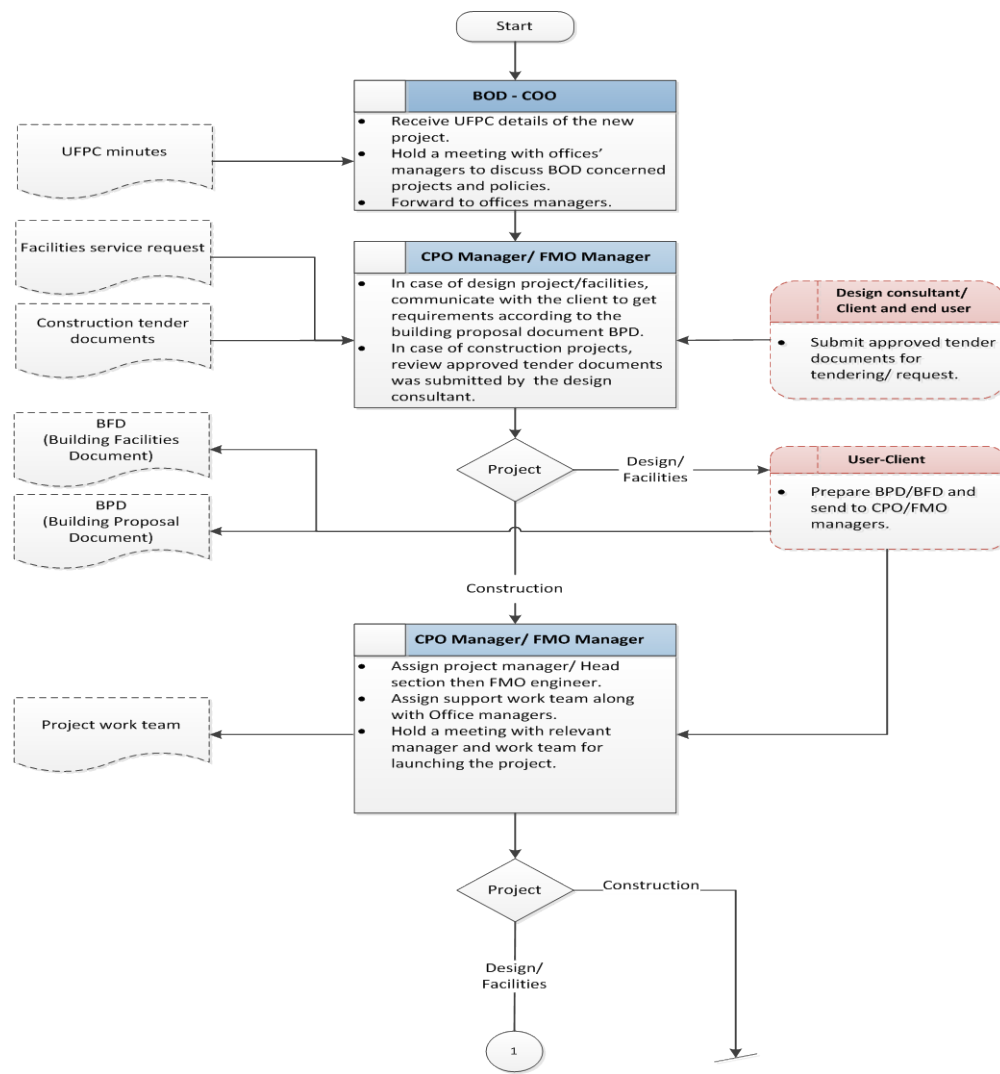 Start
BOD - COO
• Receive UFPC details of the new
project.
• Hold a meeting with offices’
managers to discuss BOD concerned
projects and policies.
• Forward to offices managers.
UFPC minutes
Facilities service request
Construction tender
documents
CPO Manager/ FMO Manager
• In case of design project/facilities,
communicate with the client to get
requirements according to the
building proposal document BPD.
• In case of construction projects,
review approved tender documents
was submitted by the design
consultant.
Design consultant/
Client and end user
• Submit approved tender
documents for
tendering/ request.
BFD
(Building Facilities
Document)
Project
Design/
Facilities
User-Client
• Prepare BPD/BFD and
send to CPO/FMO
managers.
BPD
(Building Proposal
Document)
Construction
CPO Manager/ FMO Manager
• Assign project manager/ Head
section then FMO engineer.
• Assign support work team along
with Office managers.
• Hold a meeting with relevant
manager and work team for
launching the project.
Project work team
Project
Construction
Design/
Facilities
1